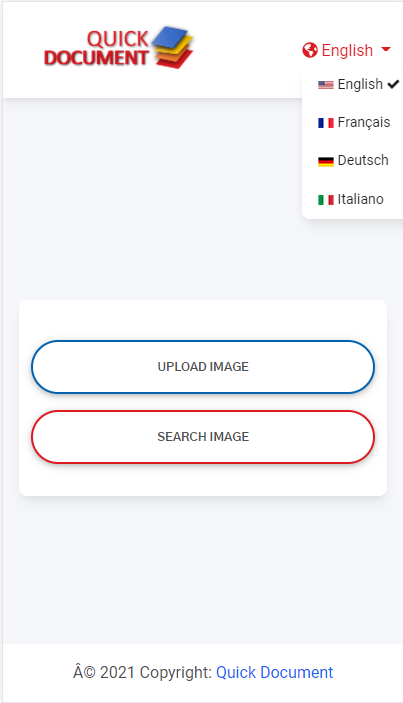 QUICK
DOCUMENT
English
English
Français
Deutsch
Italiano
UPLOAD IMAGE
SEARCH IMAGE
Â© 2021 Copyright: Quick Document